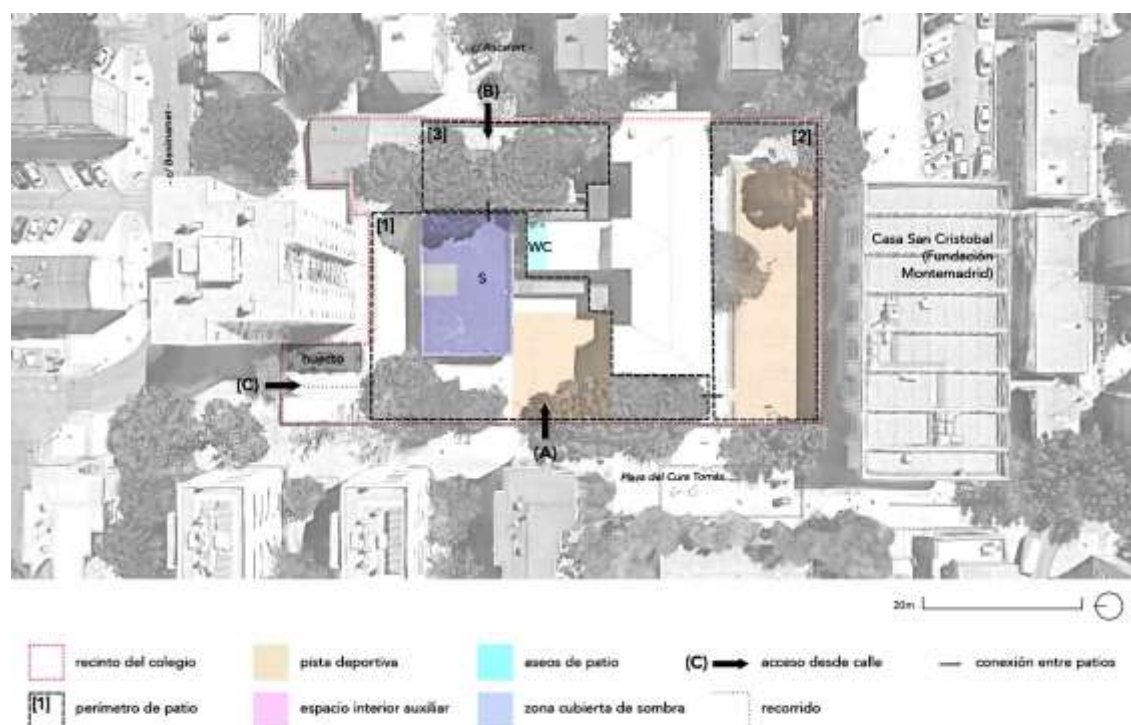 c/ Rocafort -
- c/ Benimamet -
(B)
[3]
[2]
[1]
WC
S
Casa San Cristobal
(Fundación
Montemadrid)
huerto
(C)
(A)
Plaza del Cura Tomás
20m
recinto del colegio
pista deportiva
aseos de patio
(C) acceso desde calle
conexión entre patios
[1] perímetro de patio
espacio interior auxiliar
zona cubierta de sombra
recorrido